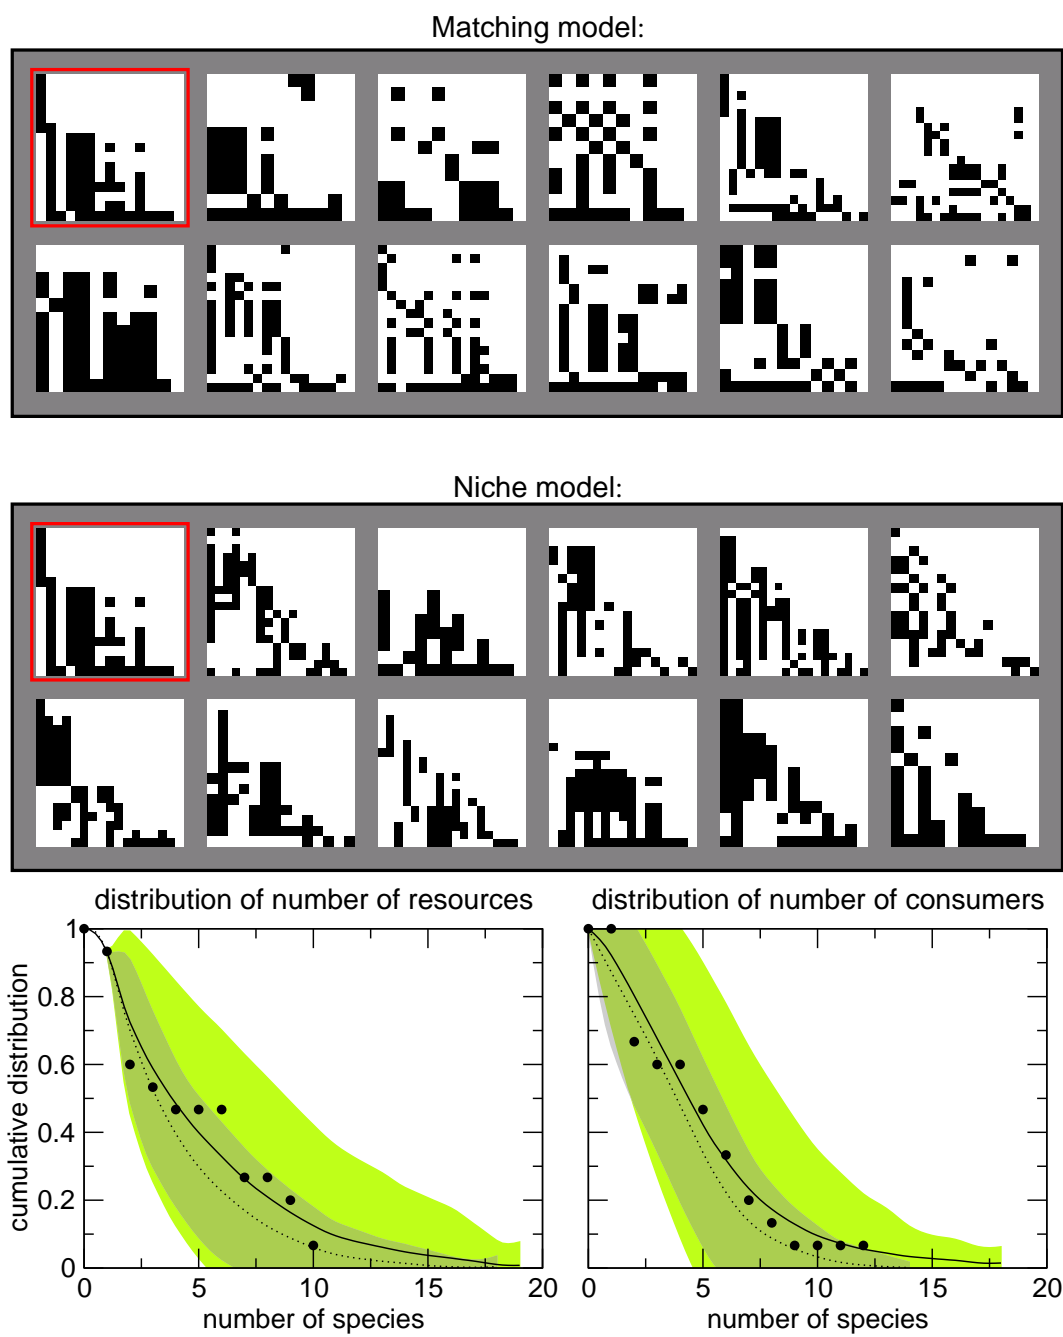 Matching model:
Niche model:
distribution of number of resources
distribution of number of consumers
cumulative distribution
1
0.8
0.6
0.4
0.2
0
0 5 10 15 20
0 5 10 15 20
number of species
number of species